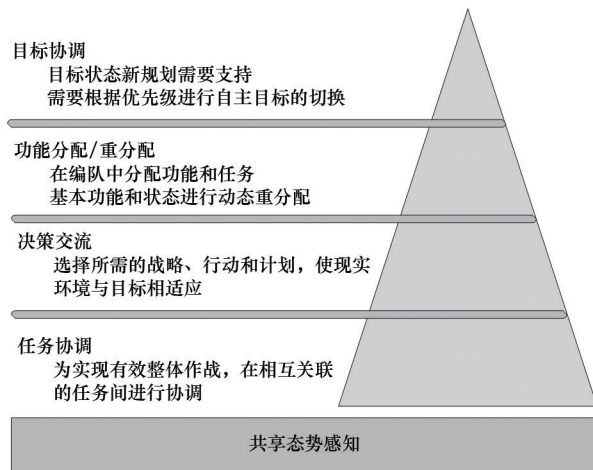 目标协调
目标状态新规划需要支持
需要根据优先级进行自主目标的切换
功能分配/重分配
在编队中分配功能和任务
基本功能和状态进行动态重分配
决策交流
选择所需的战略、行动和计划，使现实
环境与目标相适应
任务协调
为实现有效整体作战，在相互关联
的任务间进行协调
共享态势感知